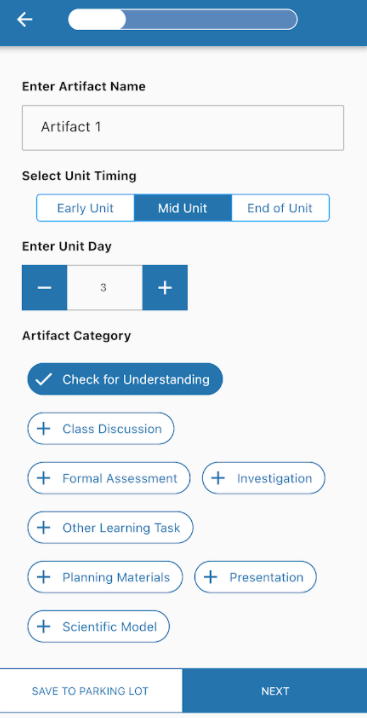 Enter Artifact Name
Artifact 1
Select Unit Timing
Early Unit Mid Unit End of Unit
Enter Unit Day
3
Artifact Category
Check for Understanding
Class Discussion
Formal Assessment Investigation
Other Learning Task
Planning Materials Presentation
Scientific Model
SAVE TO PARKING LOT NEXT